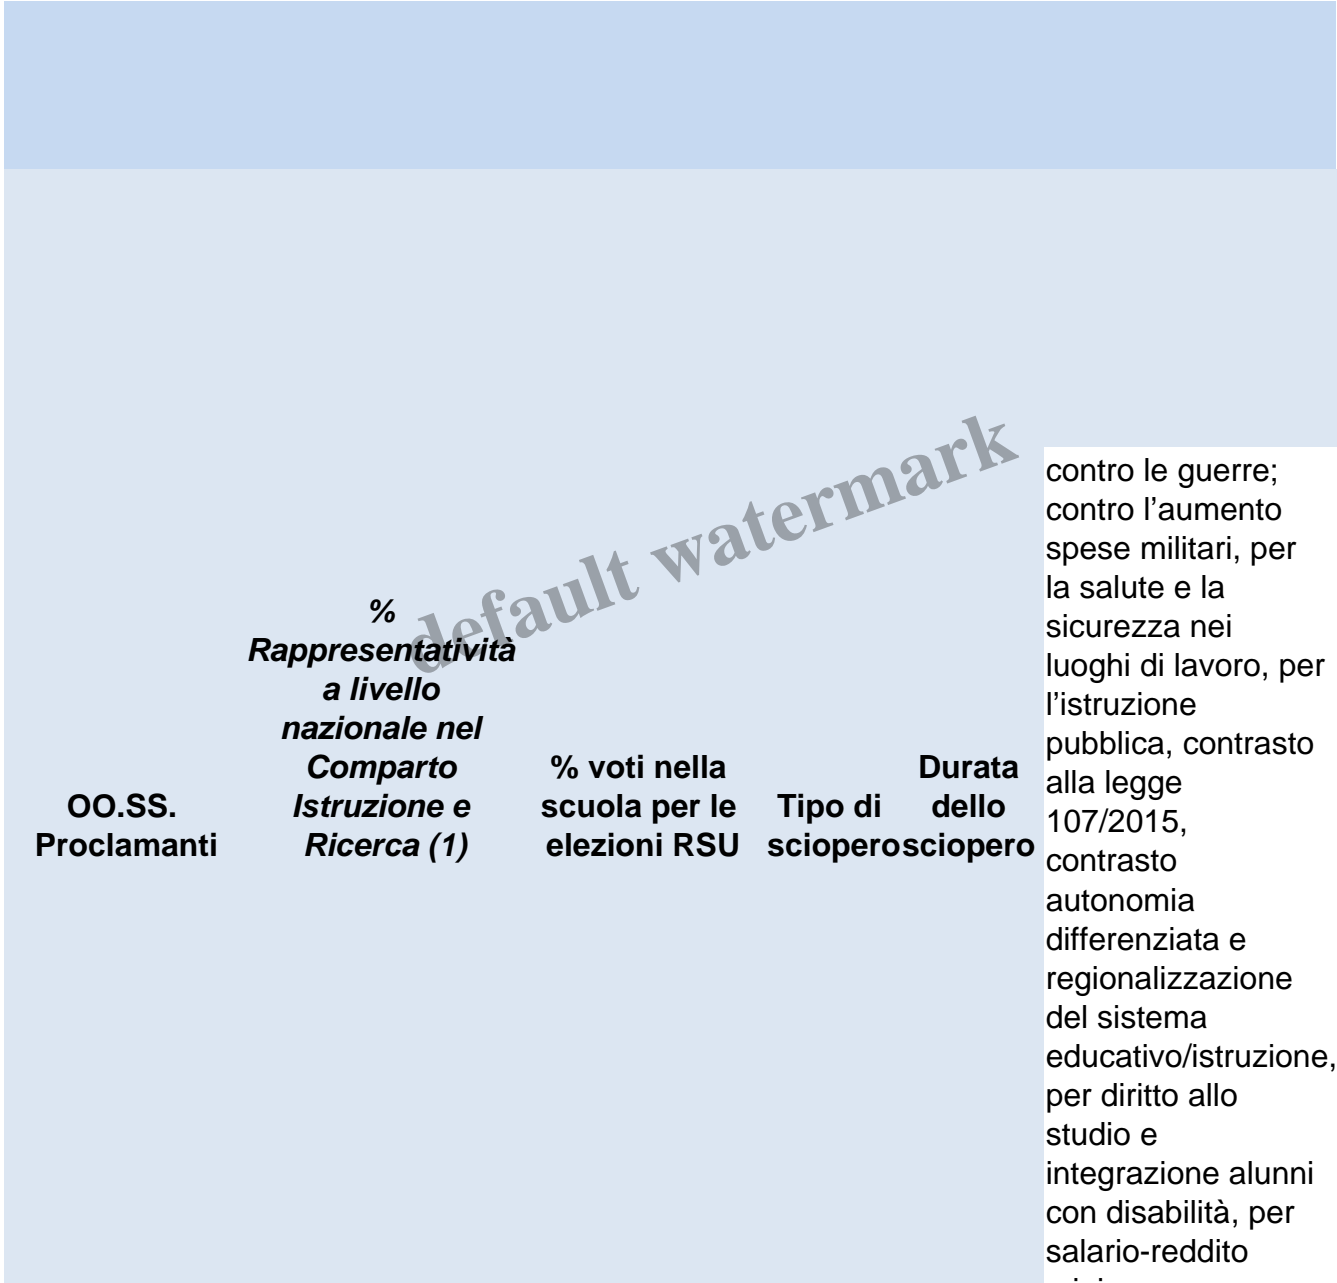 OO.SS.
Proclamanti
%
Rappresentatività
a livello
nazionale nel
Comparto
Istruzione e
Ricerca (1)
% voti nella
scuola per le
elezioni RSU
Tipo di
sciopero
Durata
dello
sciopero
contro le guerre;
contro l’aumento
spese militari, per
la salute e la
sicurezza nei
luoghi di lavoro, per
l’istruzione
pubblica, contrasto
alla legge
107/2015,
contrasto
autonomia
differenziata e
regionalizzazione
del sistema
educativo/istruzione,
per diritto allo
studio e
integrazione alunni
con disabilità, per
salario-reddito
default watermark